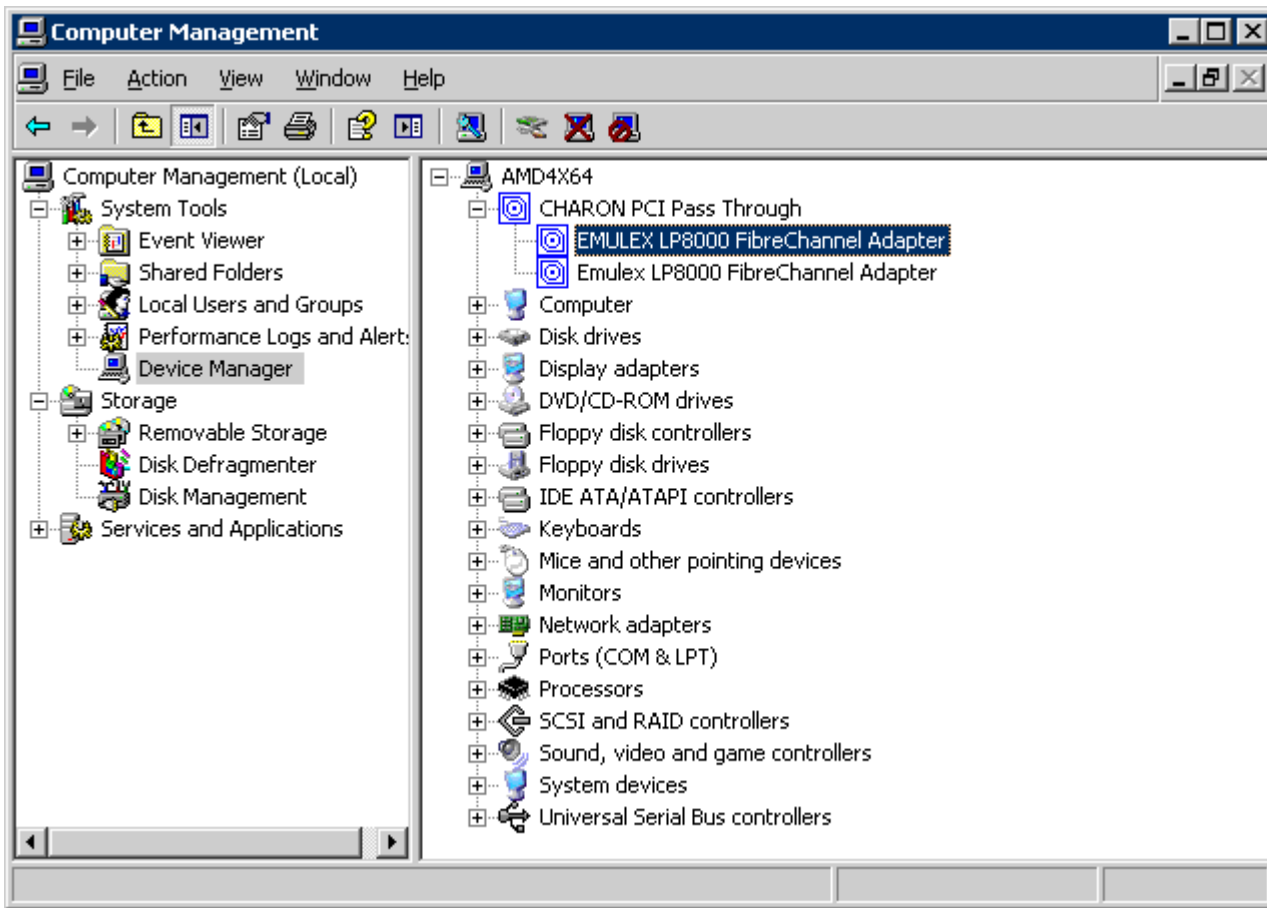 Computer Management
File Action View Window Help
Computer Management (Local)
System Tools
Event Viewer
Shared Folders
Local Users and Groups
Performance Logs and Alert
Device Manager
Storage
Removable Storage
Disk Defragmenter
Disk Management
Services and Applications
AMD4X64
CHARON PCI Pass Through
EMULEX LP8000 FibreChannel Adapter
Emulex LP8000 FibreChannel Adapter
Computer
Disk drives
Display adapters
DVD/CD-ROM drives
Floppy disk controllers
Floppy disk drives
IDE ATA/ATAPI controllers
Keyboards
Mice and other pointing devices
Monitors
Network adapters
Ports (COM & LPT)
Processors
SCSI and RAID controllers
Sound, video and game controllers
System devices
Universal Serial Bus controllers